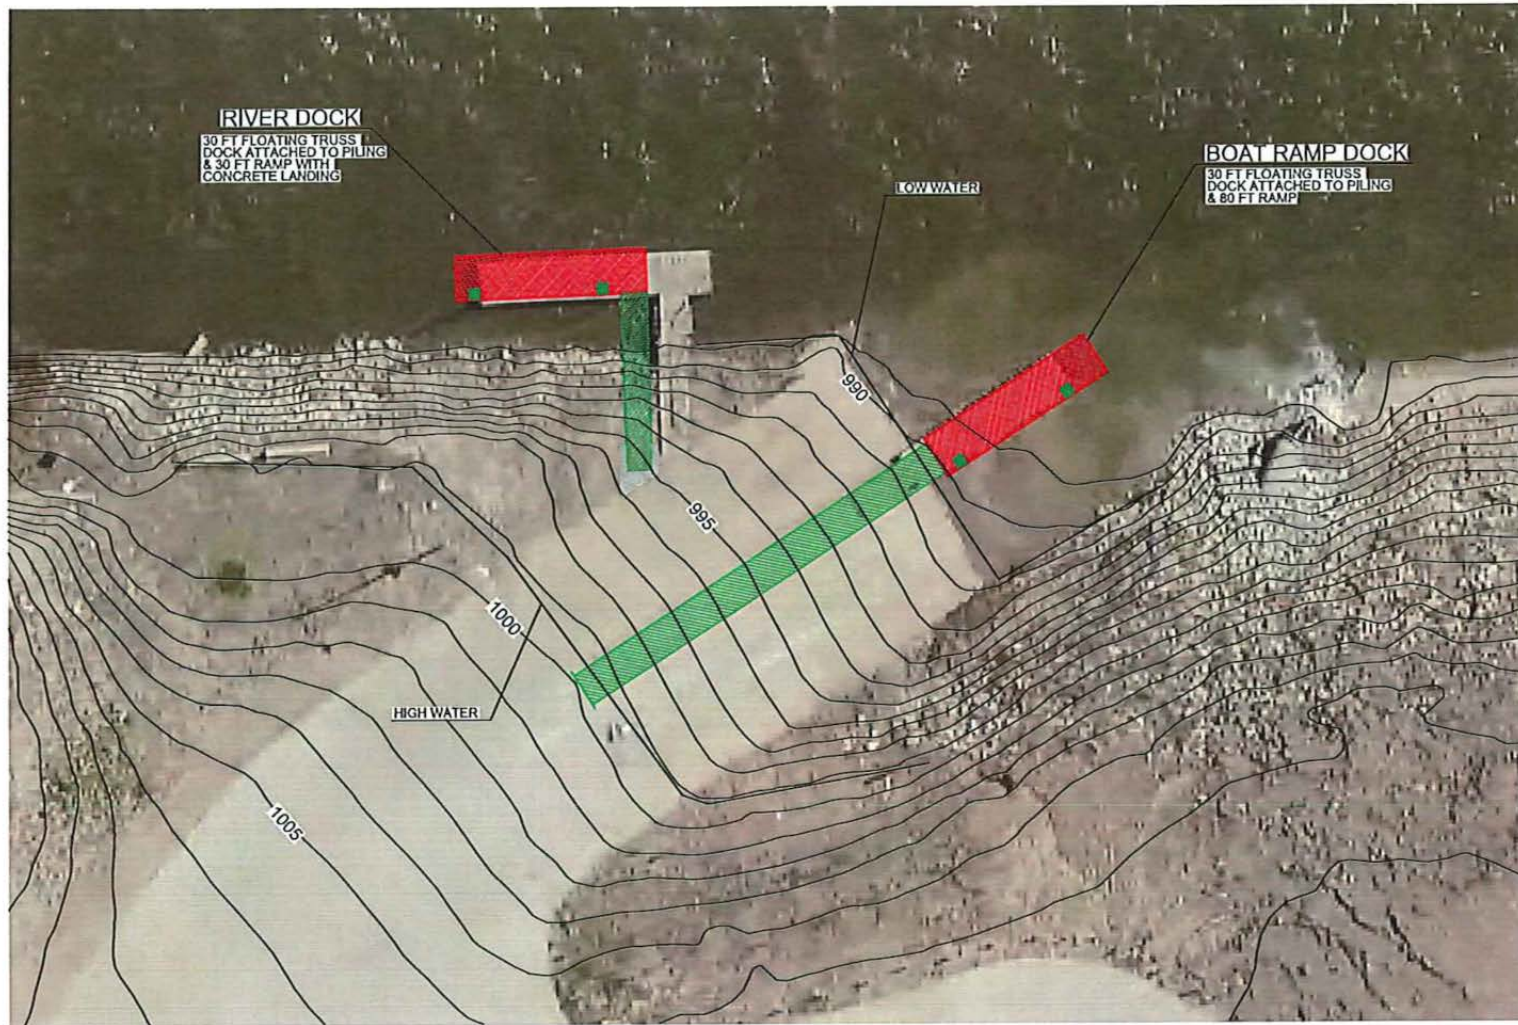 RIVER DOCK
30 FT FLOATING TRUSS
DOCK ATTACHED TO PILING
& 30 FT RAMP WITH
CONCRETE LANDING
BOAT RAMP DOCK
30 FT FLOATING TRUSS
DOCK ATTACHED TO PILING
& 80 FT RAMP
LOW WATER
990
995
1000
HIGH WATER
1005